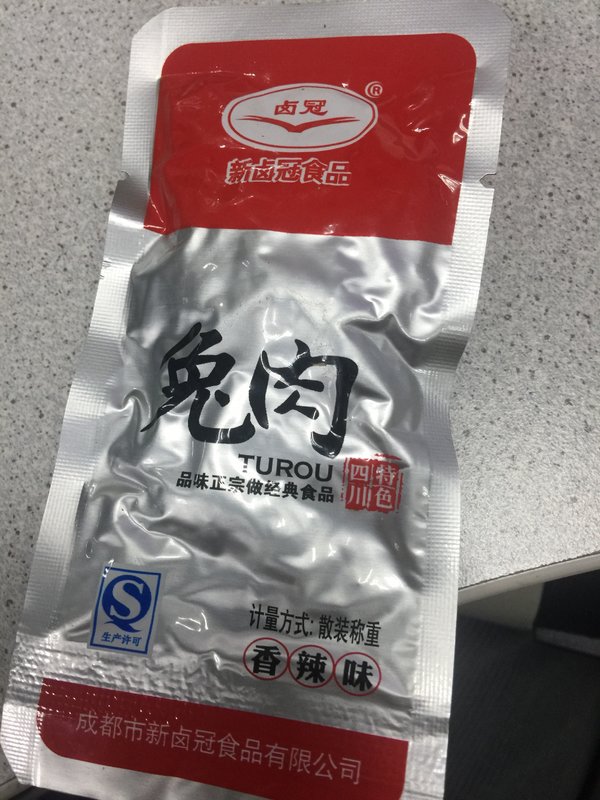 卤冠
®
新卤冠食品
兔肉
TUROU
品味正宗做经典食品
四川
特色
生产许可
计量方式: 散装称重
香辣味
成都市新卤冠食品有限公司